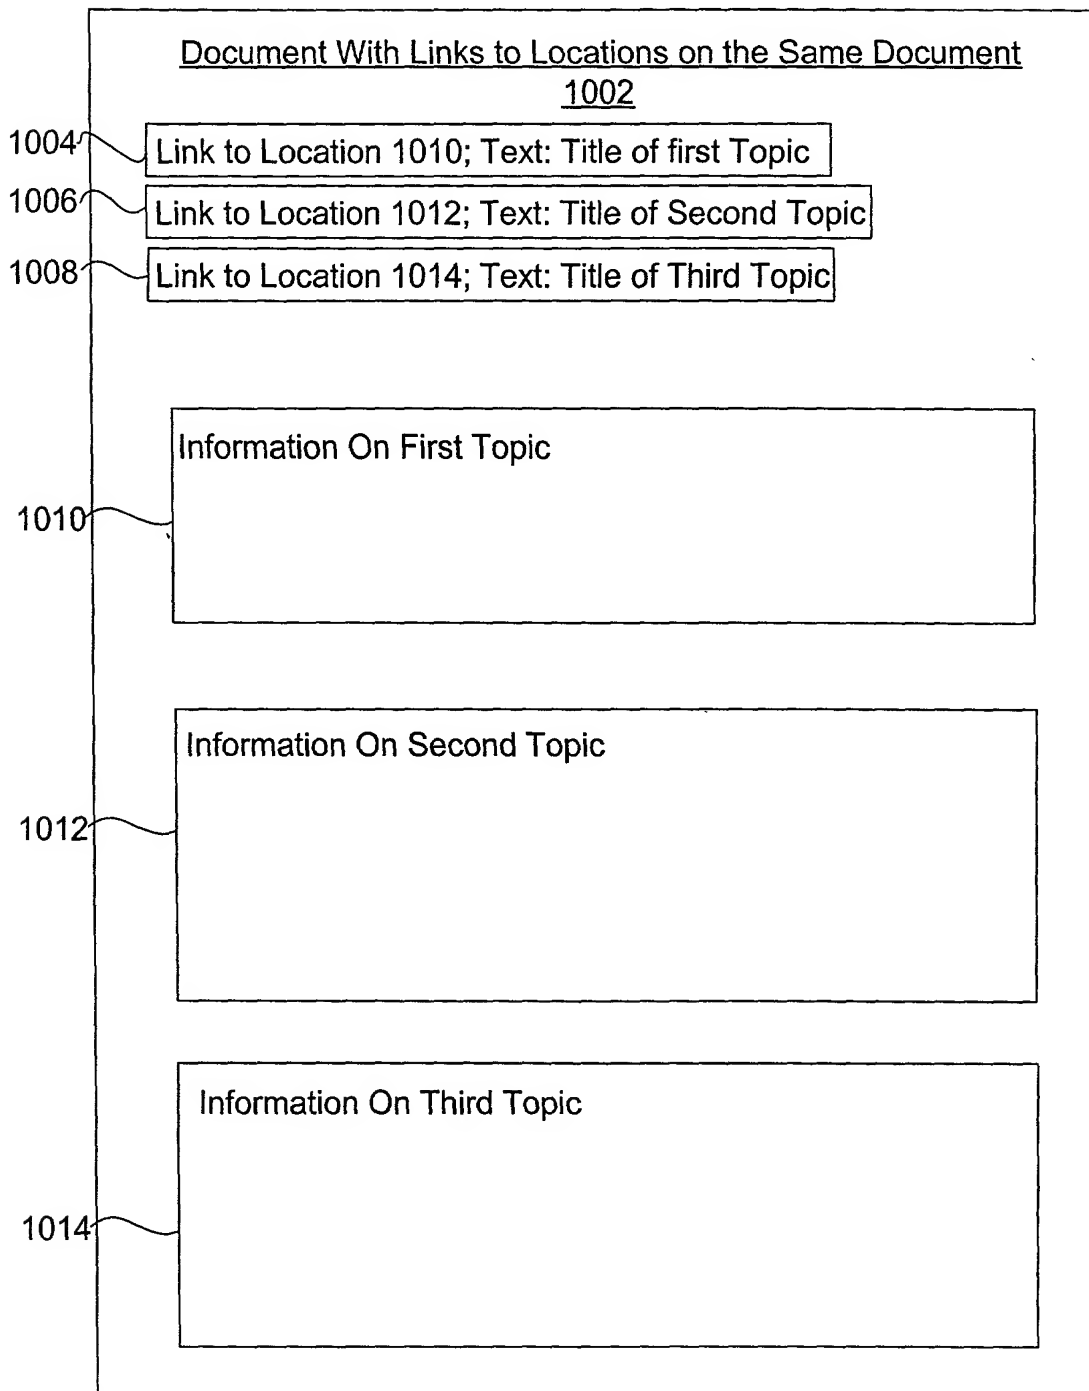 Document With Links to Locations on the Same Document
1002
1004
Link to Location 1010; Text: Title of first Topic
1006
Link to Location 1012; Text: Title of Second Topic
1008
Link to Location 1014; Text: Title of Third Topic
Information On First Topic
1010
Information On Second Topic
1012
Information On Third Topic
1014